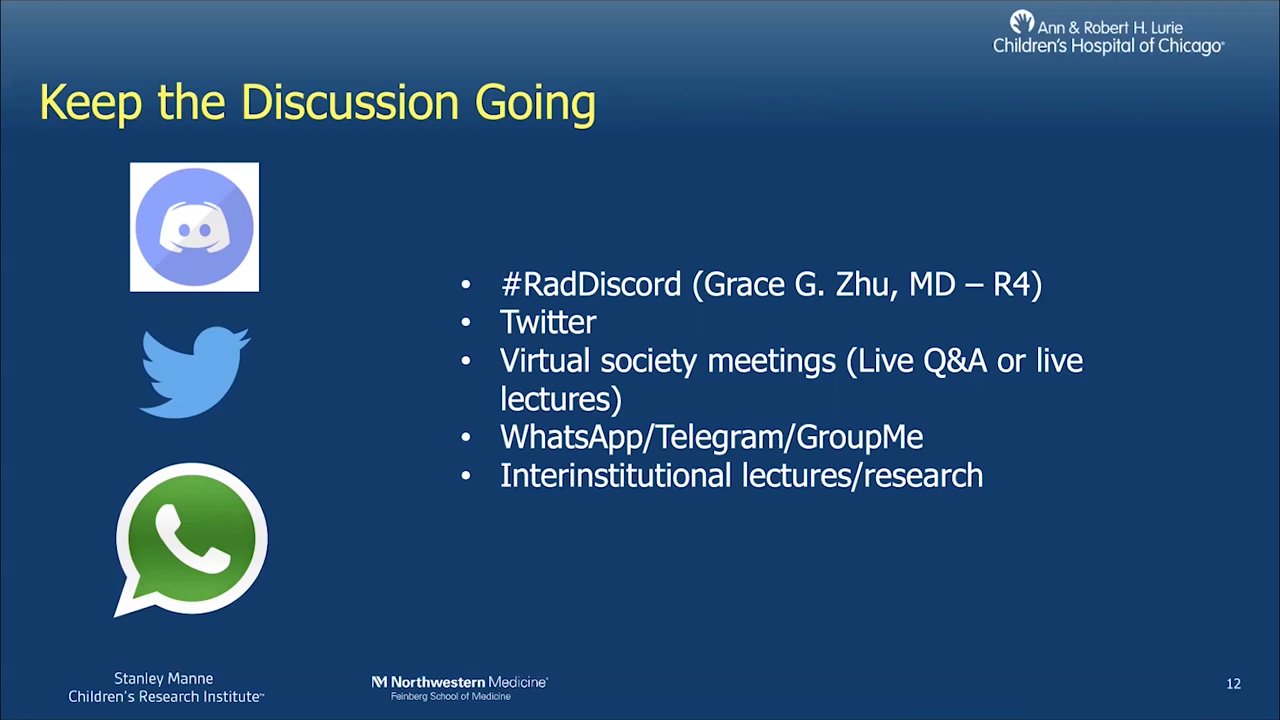 Ann & Robert H. Lurie
Children's Hospital of Chicago®
Keep the Discussion Going
• #RadDiscord (Grace G. Zhu, MD – R4)
• Twitter
• Virtual society meetings (Live Q&A or live
lectures)
• WhatsApp/Telegram/GroupMe
• Interinstitutional lectures/research
Stanley Manne
Children's Research Institute™
Northwestern Medicine®
Feinberg School of Medicine
12